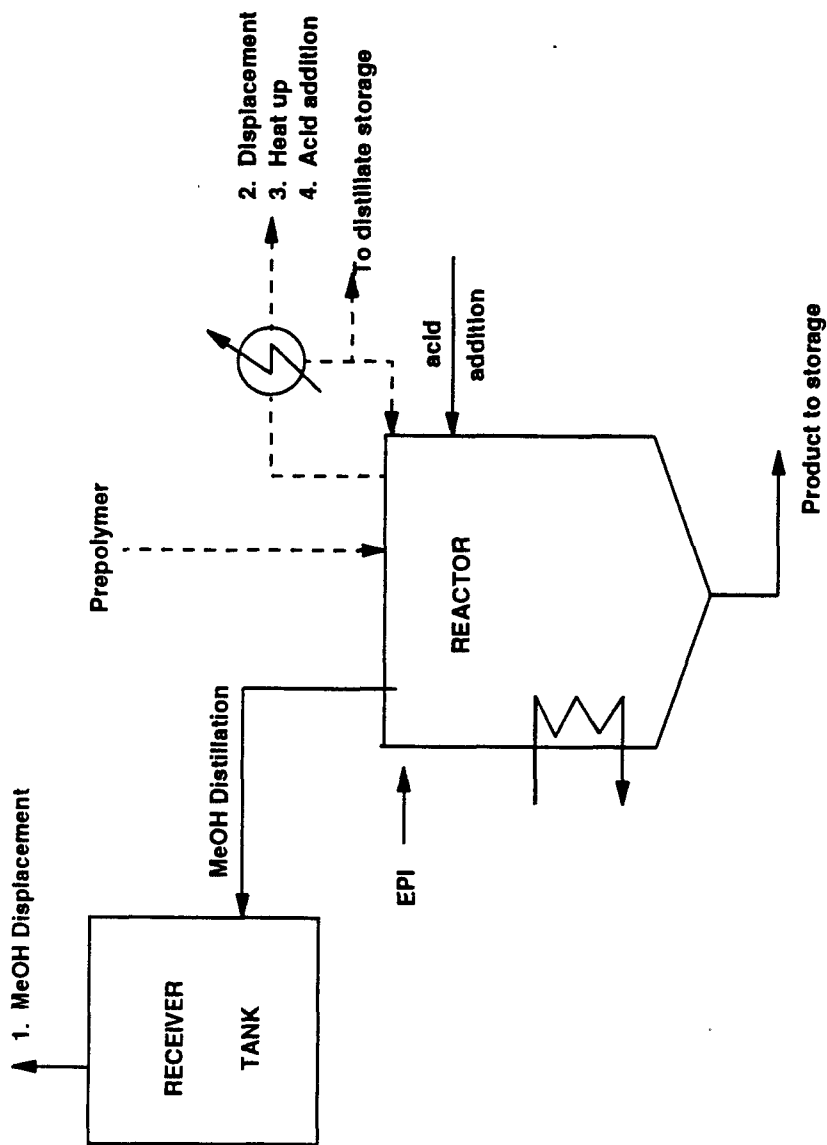 1. MeOH Displacement
RECEIVER
TANK
MeOH Distillation
EPI
Prepolymer
REACTOR
2. Displacement
3. Heat up
4. Acid addition
To distillate storage
acid
addition
Product to storage